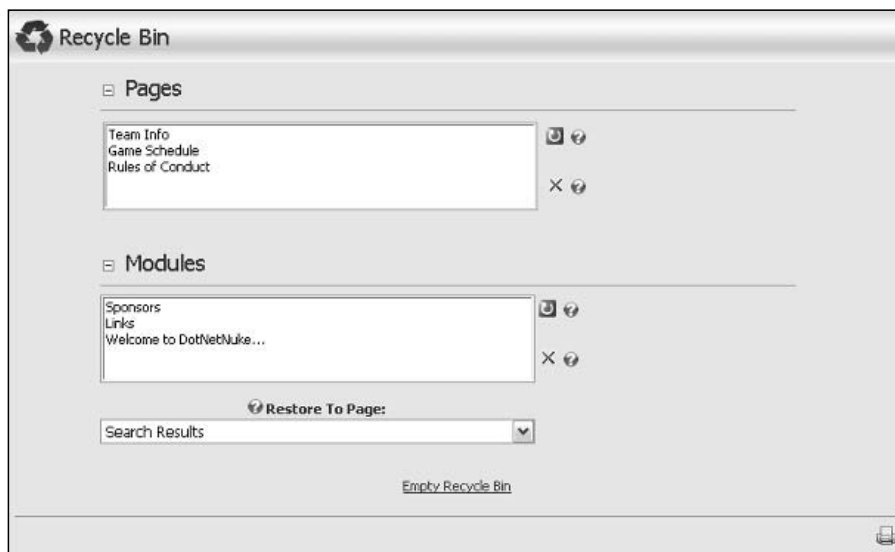 Recycle Bin
Pages
Team Info
Game Schedule
Rules of Conduct
Modules
Sponsors
Links
Welcome to DotNetNuke...
Restore To Page:
Search Results
Empty Recycle Bin